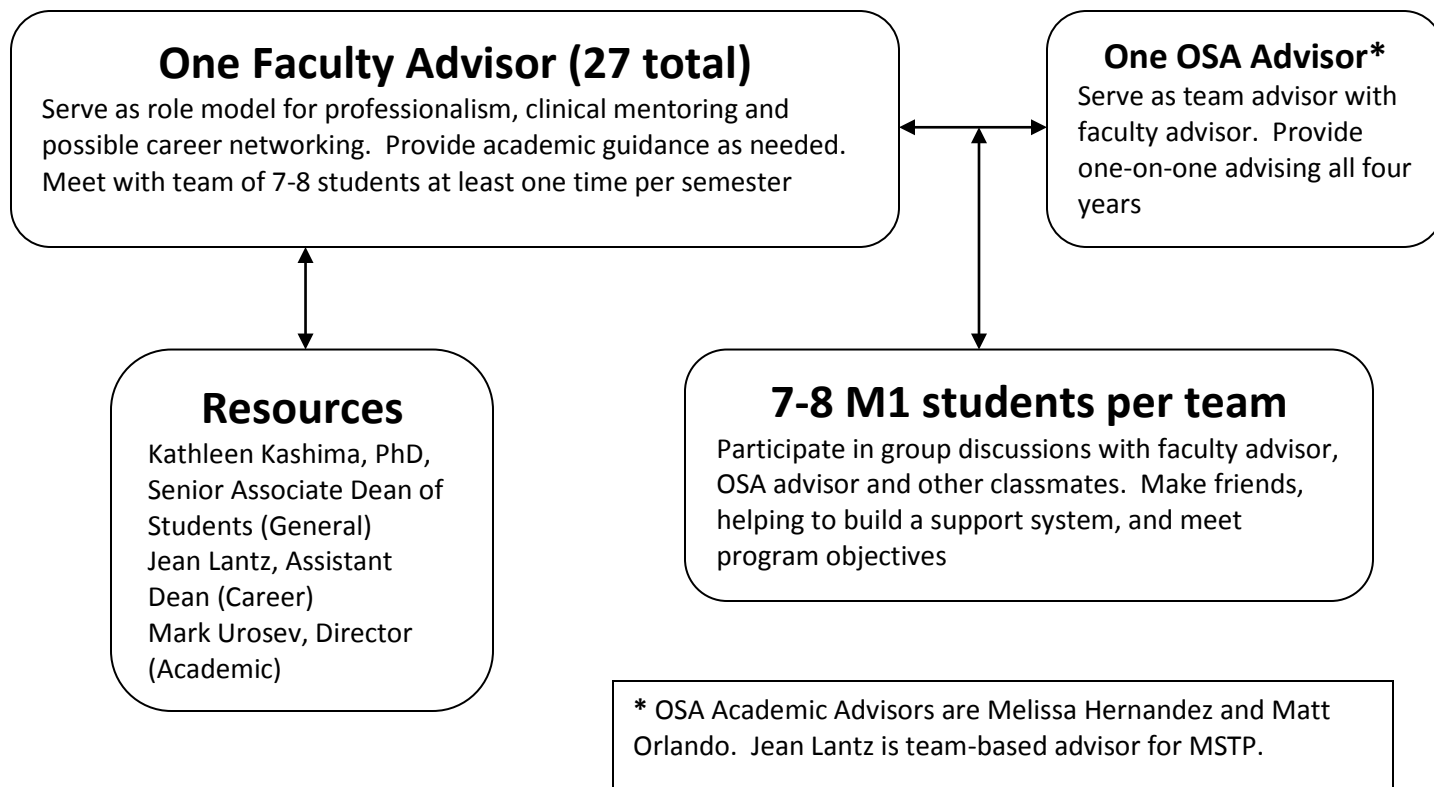 One Faculty Advisor (27 total)
Serve as role model for professionalism, clinical mentoring and
possible career networking.  Provide academic guidance as needed.
Meet with team of 7-8 students at least one time per semester
One OSA Advisor*
Serve as team advisor with
faculty advisor.  Provide
one-on-one advising all four
years
Resources
Kathleen Kashima, PhD,
Senior Associate Dean of
Students (General)
Jean Lantz, Assistant
Dean (Career)
Mark Urosev, Director
(Academic)
7-8 M1 students per team
Participate in group discussions with faculty advisor,
OSA advisor and other classmates.  Make friends,
helping to build a support system, and meet
program objectives
* OSA Academic Advisors are Melissa Hernandez and Matt
Orlando.  Jean Lantz is team-based advisor for MSTP.